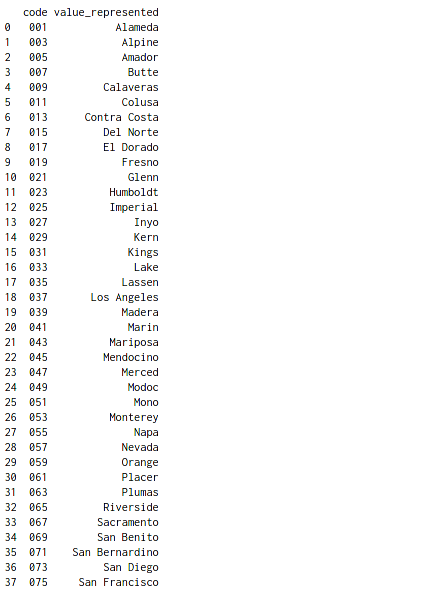 code value_represented
0 001 Alameda
1 003 Alpine
2 005 Amador
3 007 Butte
4 009 Calaveras
5 011 Colusa
6 013 Contra Costa
7 015 Del Norte
8 017 El Dorado
9 019 Fresno
10 021 Glenn
11 023 Humboldt
12 025 Imperial
13 027 Inyo
14 029 Kern
15 031 Kings
16 033 Lake
17 035 Lassen
18 037 Los Angeles
19 039 Madera
20 041 Marin
21 043 Mariposa
22 045 Mendocino
23 047 Merced
24 049 Modoc
25 051 Mono
26 053 Monterey
27 055 Napa
28 057 Nevada
29 059 Orange
30 061 Placer
31 063 Plumas
32 065 Riverside
33 067 Sacramento
34 069 San Benito
35 071 San Bernardino
36 073 San Diego
37 075 San Francisco